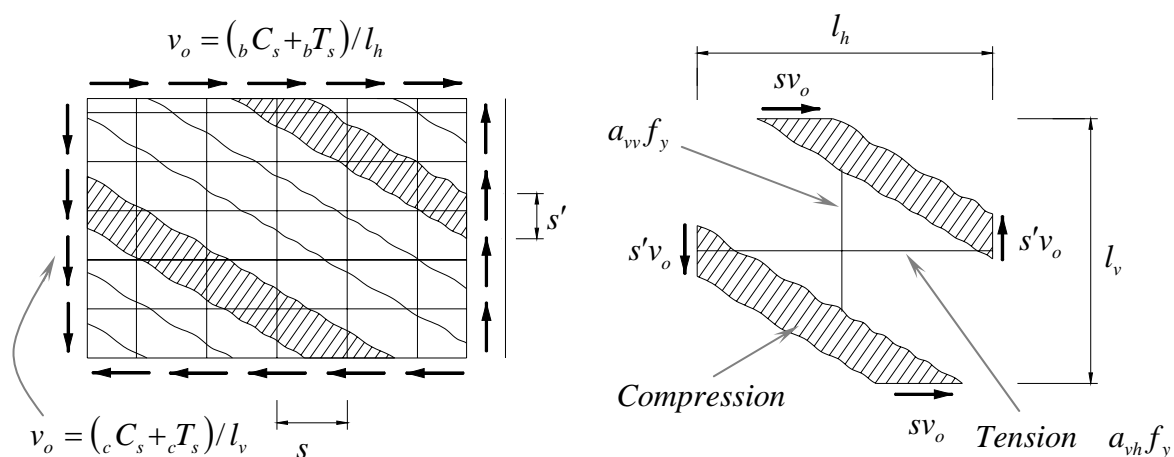 v_o = (_bC_s + _bT_s)/l_h
s'
v_o = (_cC_s + _cT_s)/l_v
s
l_h
sv_o
a_vv f_y
s'v_o
s'v_o
l_v
Compression
sv_o
Tension a_vh f_y